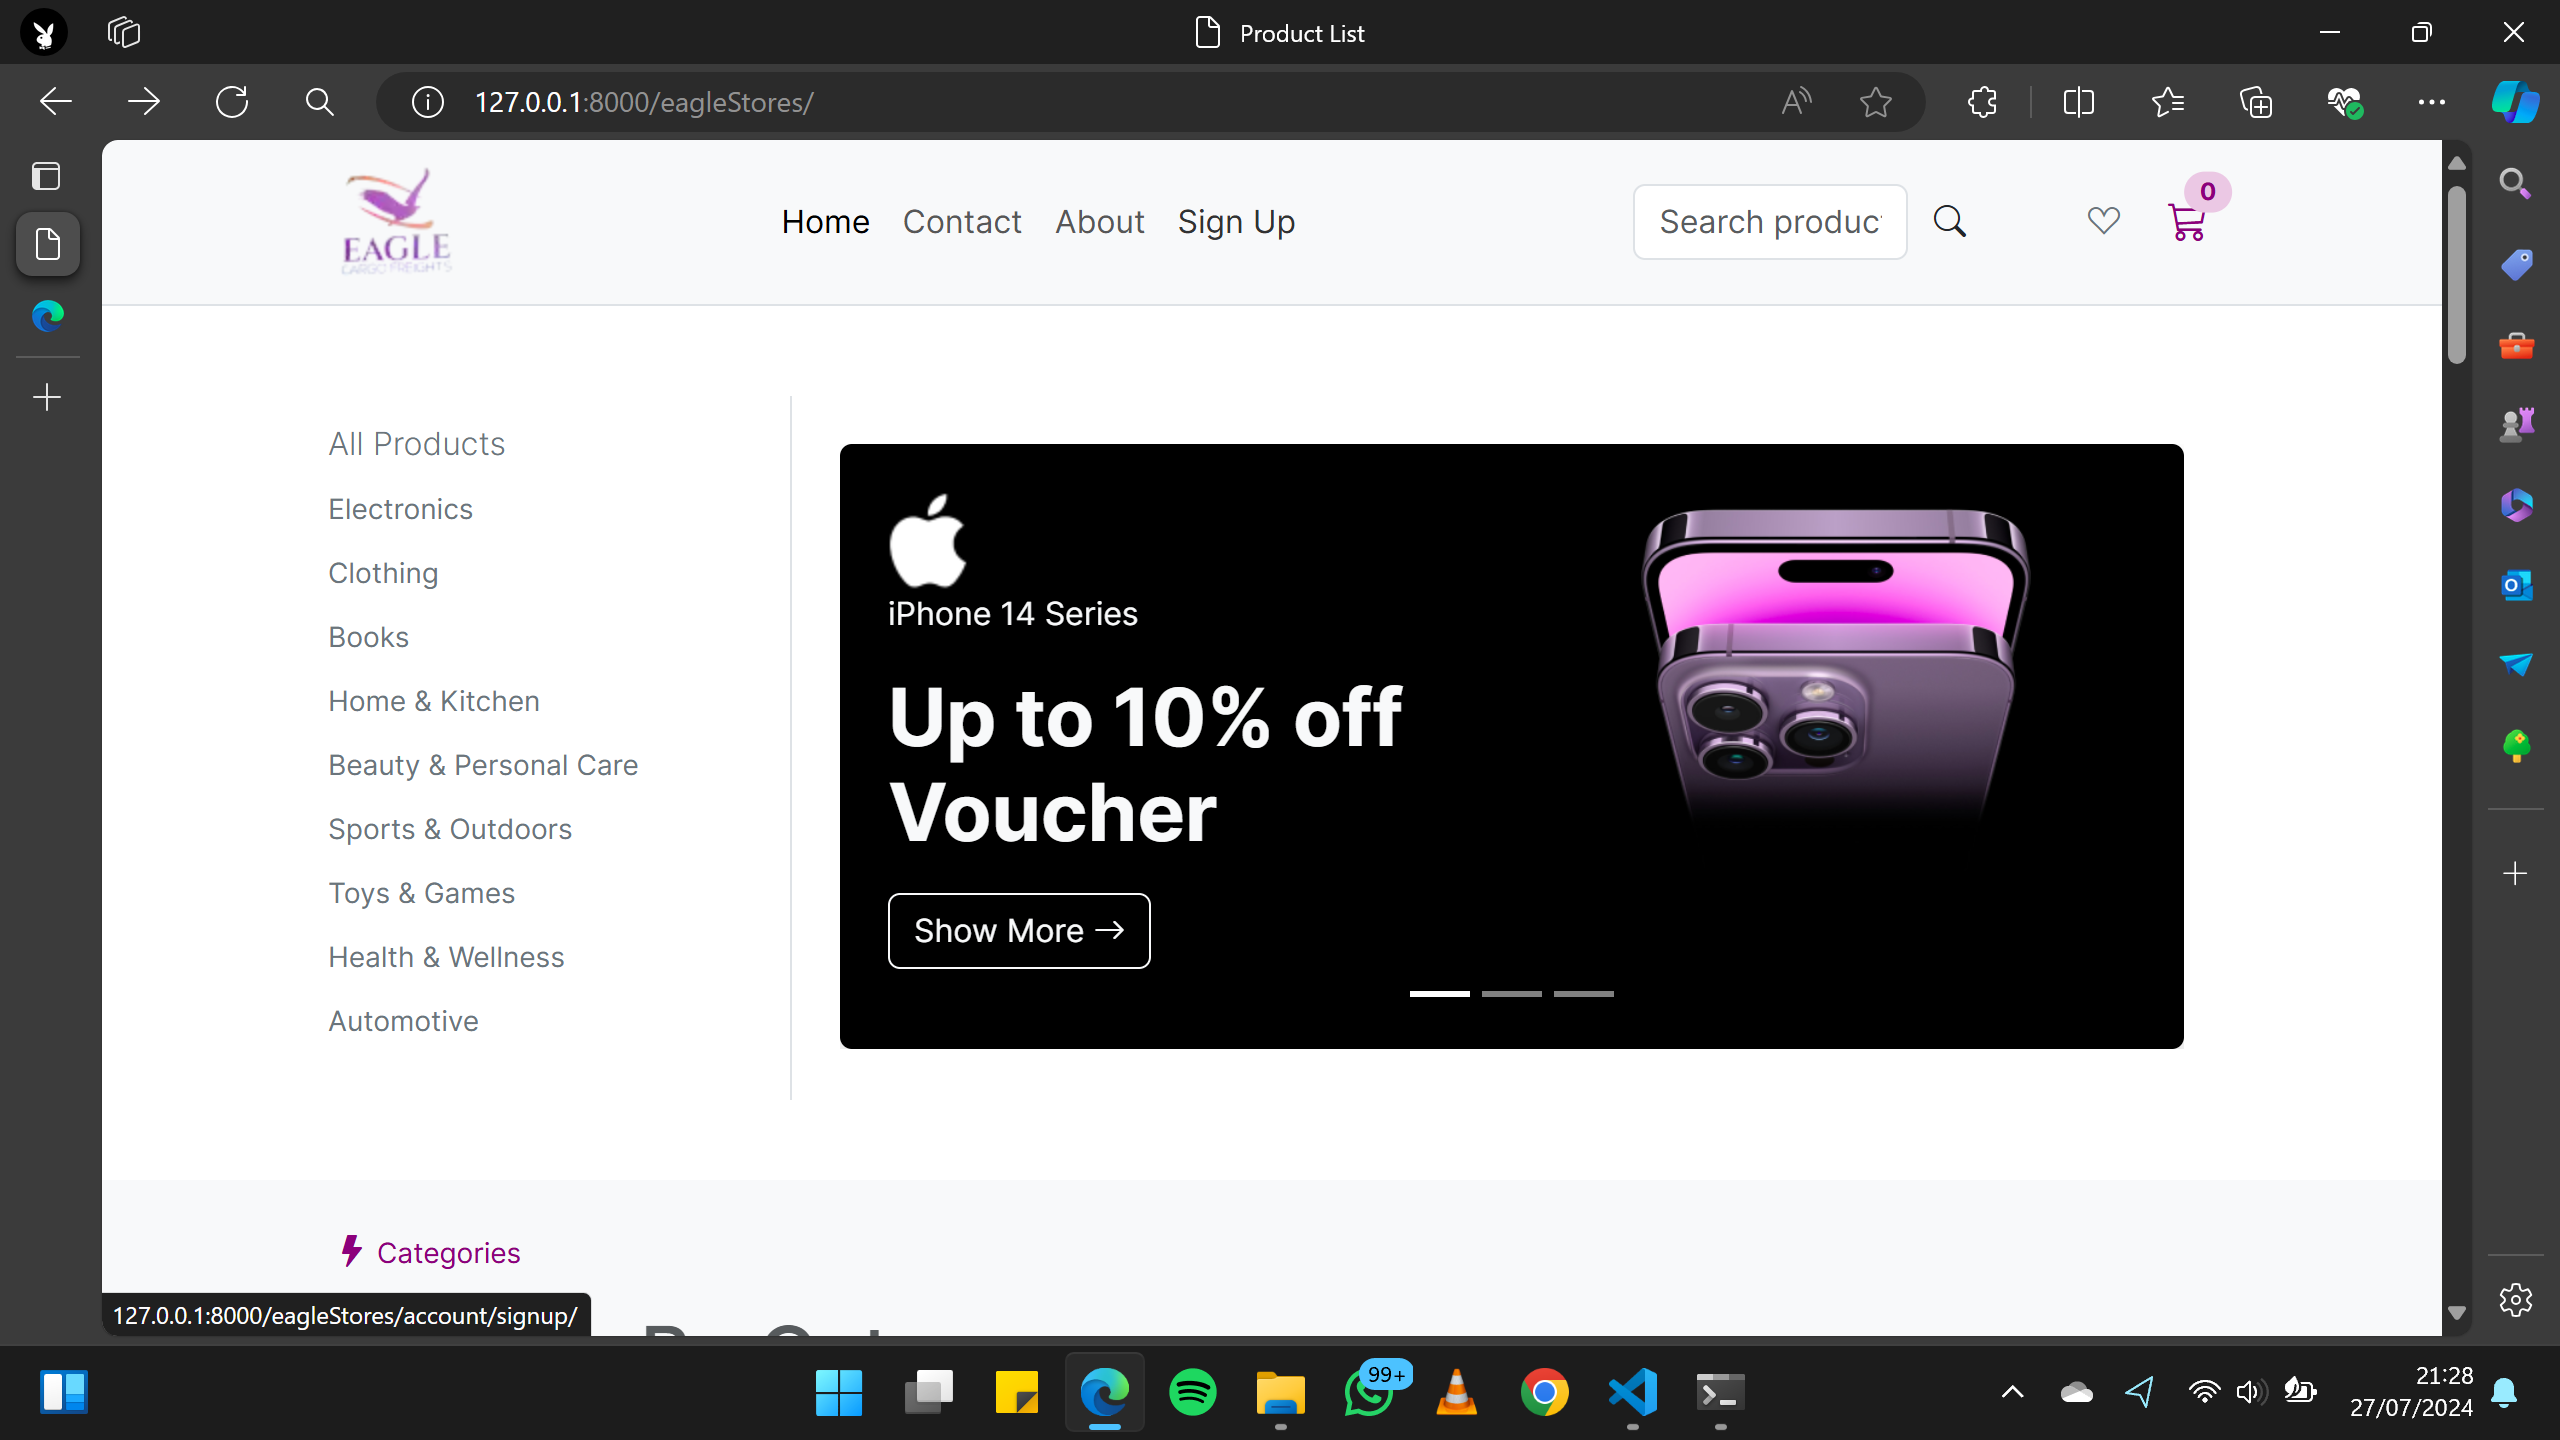 Product List
127.0.0.1:8000/eagleStores/
EAGLE
CARGO FREIGHTS
Home
Contact
About
Sign Up
Search produc
0
All Products
Electronics
Clothing
Books
Home & Kitchen
Beauty & Personal Care
Sports & Outdoors
Toys & Games
Health & Wellness
Automotive
iPhone 14 Series
Up to 10% off
Voucher
Show More →
Categories
127.0.0.1:8000/eagleStores/account/signup/
99+
21:28
27/07/2024